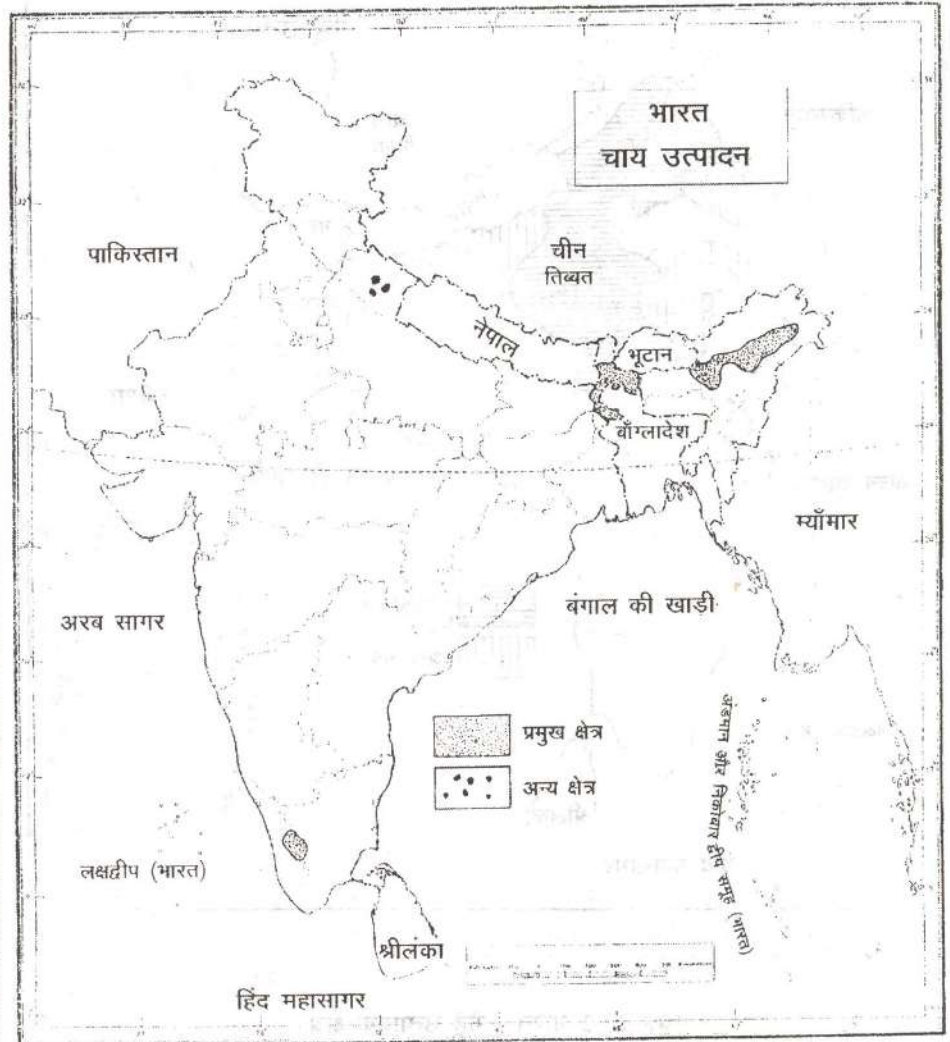 भारत
चाय उत्पादन
पाकिस्तान
चीन
तिब्बत
नेपाल
भूटान
बाँग्लादेश
म्याँमार
अरब सागर
बंगाल की खाड़ी
प्रमुख क्षेत्र
अन्य क्षेत्र
अंडमान और निकोबार द्वीप समूह (भारत)
लक्षद्वीप (भारत)
श्रीलंका
हिंद महासागर